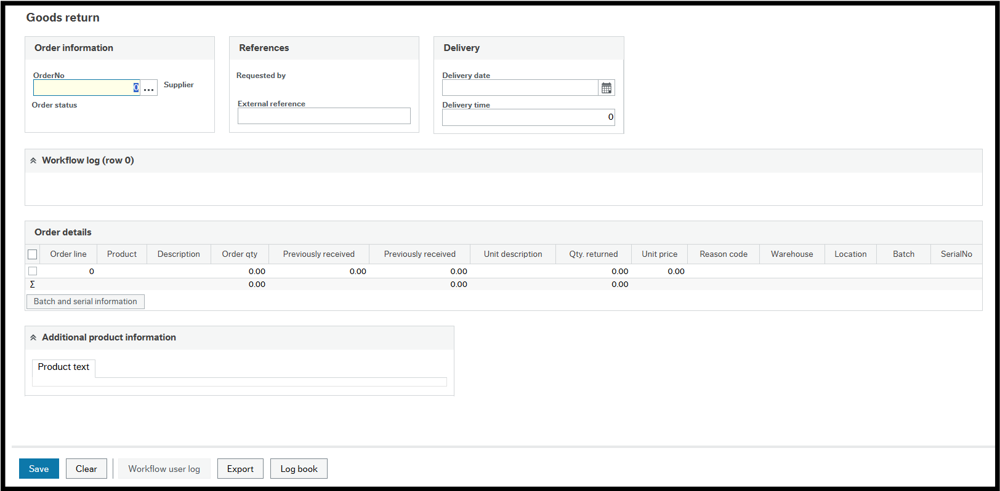 Goods return
Order information
OrderNo
0 ...
Supplier
Order status
References
Requested by
External reference
Delivery
Delivery date
Delivery time
0
Workflow log (row 0)
Order details
Order line Product Description Order qty Previously received Previously received Unit description Qty. returned Unit price Reason code Warehouse Location Batch SerialNo
0 0.00 0.00 0.00 0.00 0.00
Σ 0.00 0.00 0.00
Batch and serial information
Additional product information
Product text
Save Clear Workflow user log Export Log book